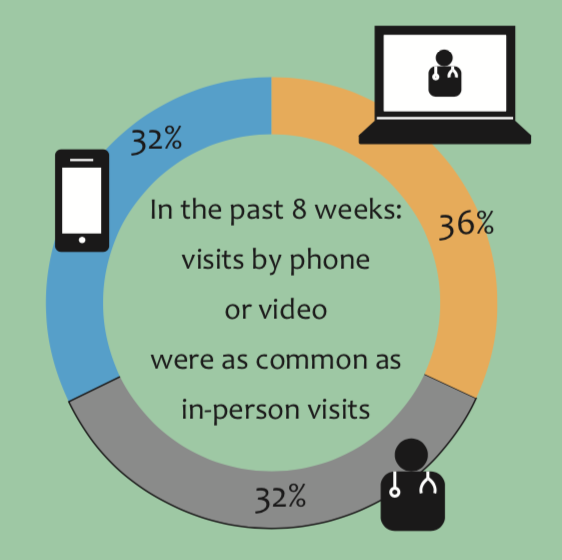 32%
36%
In the past 8 weeks:
visits by phone
or video
were as common as
in-person visits
32%